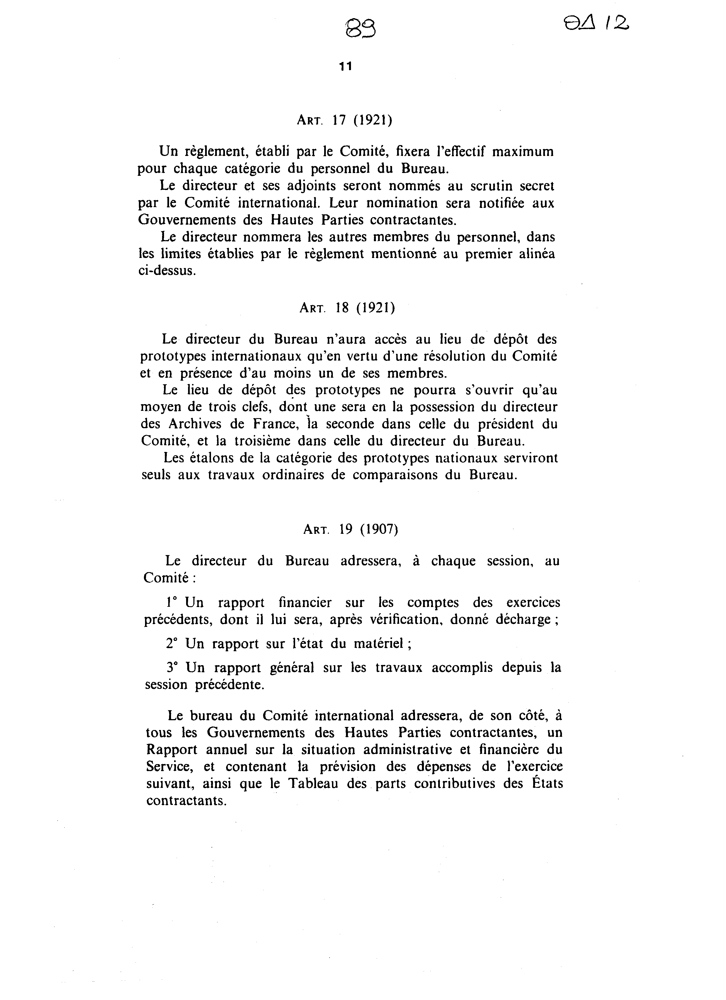 89
ΘΔ 12
11
ART. 17 (1921)
Un règlement, établi par le Comité, fixera l'effectif maximum
pour chaque catégorie du personnel du Bureau.
Le directeur et ses adjoints seront nommés au scrutin secret
par le Comité international. Leur nomination sera notifiée aux
Gouvernements des Hautes Parties contractantes.
Le directeur nommera les autres membres du personnel, dans
les limites établies par le règlement mentionné au premier alinéa
ci-dessus.
ART. 18 (1921)
Le directeur du Bureau n'aura accès au lieu de dépôt des
prototypes internationaux qu'en vertu d'une résolution du Comité
et en présence d'au moins un de ses membres.
Le lieu de dépôt des prototypes ne pourra s'ouvrir qu'au
moyen de trois clefs, dont une sera en la possession du directeur
des Archives de France, la seconde dans celle du président du
Comité, et la troisième dans celle du directeur du Bureau.
Les étalons de la catégorie des prototypes nationaux serviront
seuls aux travaux ordinaires de comparaisons du Bureau.
ART. 19 (1907)
Le directeur du Bureau adressera, à chaque session, au
Comité :
1° Un rapport financier sur les comptes des exercices
précédents, dont il lui sera, après vérification, donné décharge ;
2° Un rapport sur l'état du matériel ;
3° Un rapport général sur les travaux accomplis depuis la
session précédente.
Le bureau du Comité international adressera, de son côté, à
tous les Gouvernements des Hautes Parties contractantes, un
Rapport annuel sur la situation administrative et financière du
Service, et contenant la prévision des dépenses de l'exercice
suivant, ainsi que le Tableau des parts contributives des États
contractants.